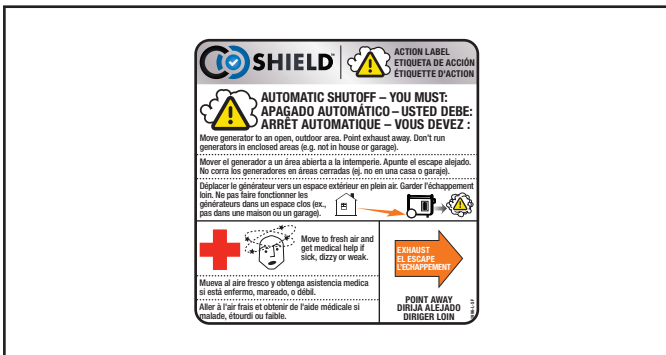 CO SHIELD™
ACTION LABEL
ETIQUETA DE ACCIÓN
ÉTIQUETTE D'ACTION
AUTOMATIC SHUTOFF – YOU MUST:
APAGADO AUTOMÁTICO – USTED DEBE:
ARRÊT AUTOMATIQUE – VOUS DEVEZ :
Move generator to an open, outdoor area. Point exhaust away. Don't run
generators in enclosed areas (e.g. not in house or garage).
Mover el generador a un área abierta a la intemperie. Apunte el escape alejado.
No corra los generadores en áreas cerradas (ej. no en una casa o garaje).
Déplacer le générateur vers un espace extérieur en plein air. Garder l'échappement
loin. Ne pas faire fonctionner les
générateurs dans un espace clos (ex.,
pas dans une maison ou un garage).
Move to fresh air and
get medical help if
sick, dizzy or weak.
Mueva al aire fresco y obtenga asistencia medica
si está enfermo, mareado, o débil.
Aller à l'air frais et obtenir de l'aide médicale si
malade, étourdi ou faible.
EXHAUST
EL ESCAPE
L'ECHAPPEMENT
POINT AWAY
DIRIJA ALEJADO
DIRIGER LOIN